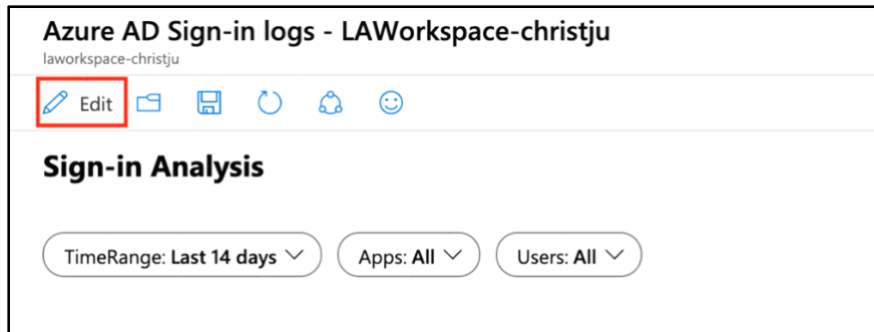 Azure AD Sign-in logs - LAWorkspace-christju
laworkspace-christju
Edit
Sign-in Analysis
TimeRange: Last 14 days Apps: All Users: All